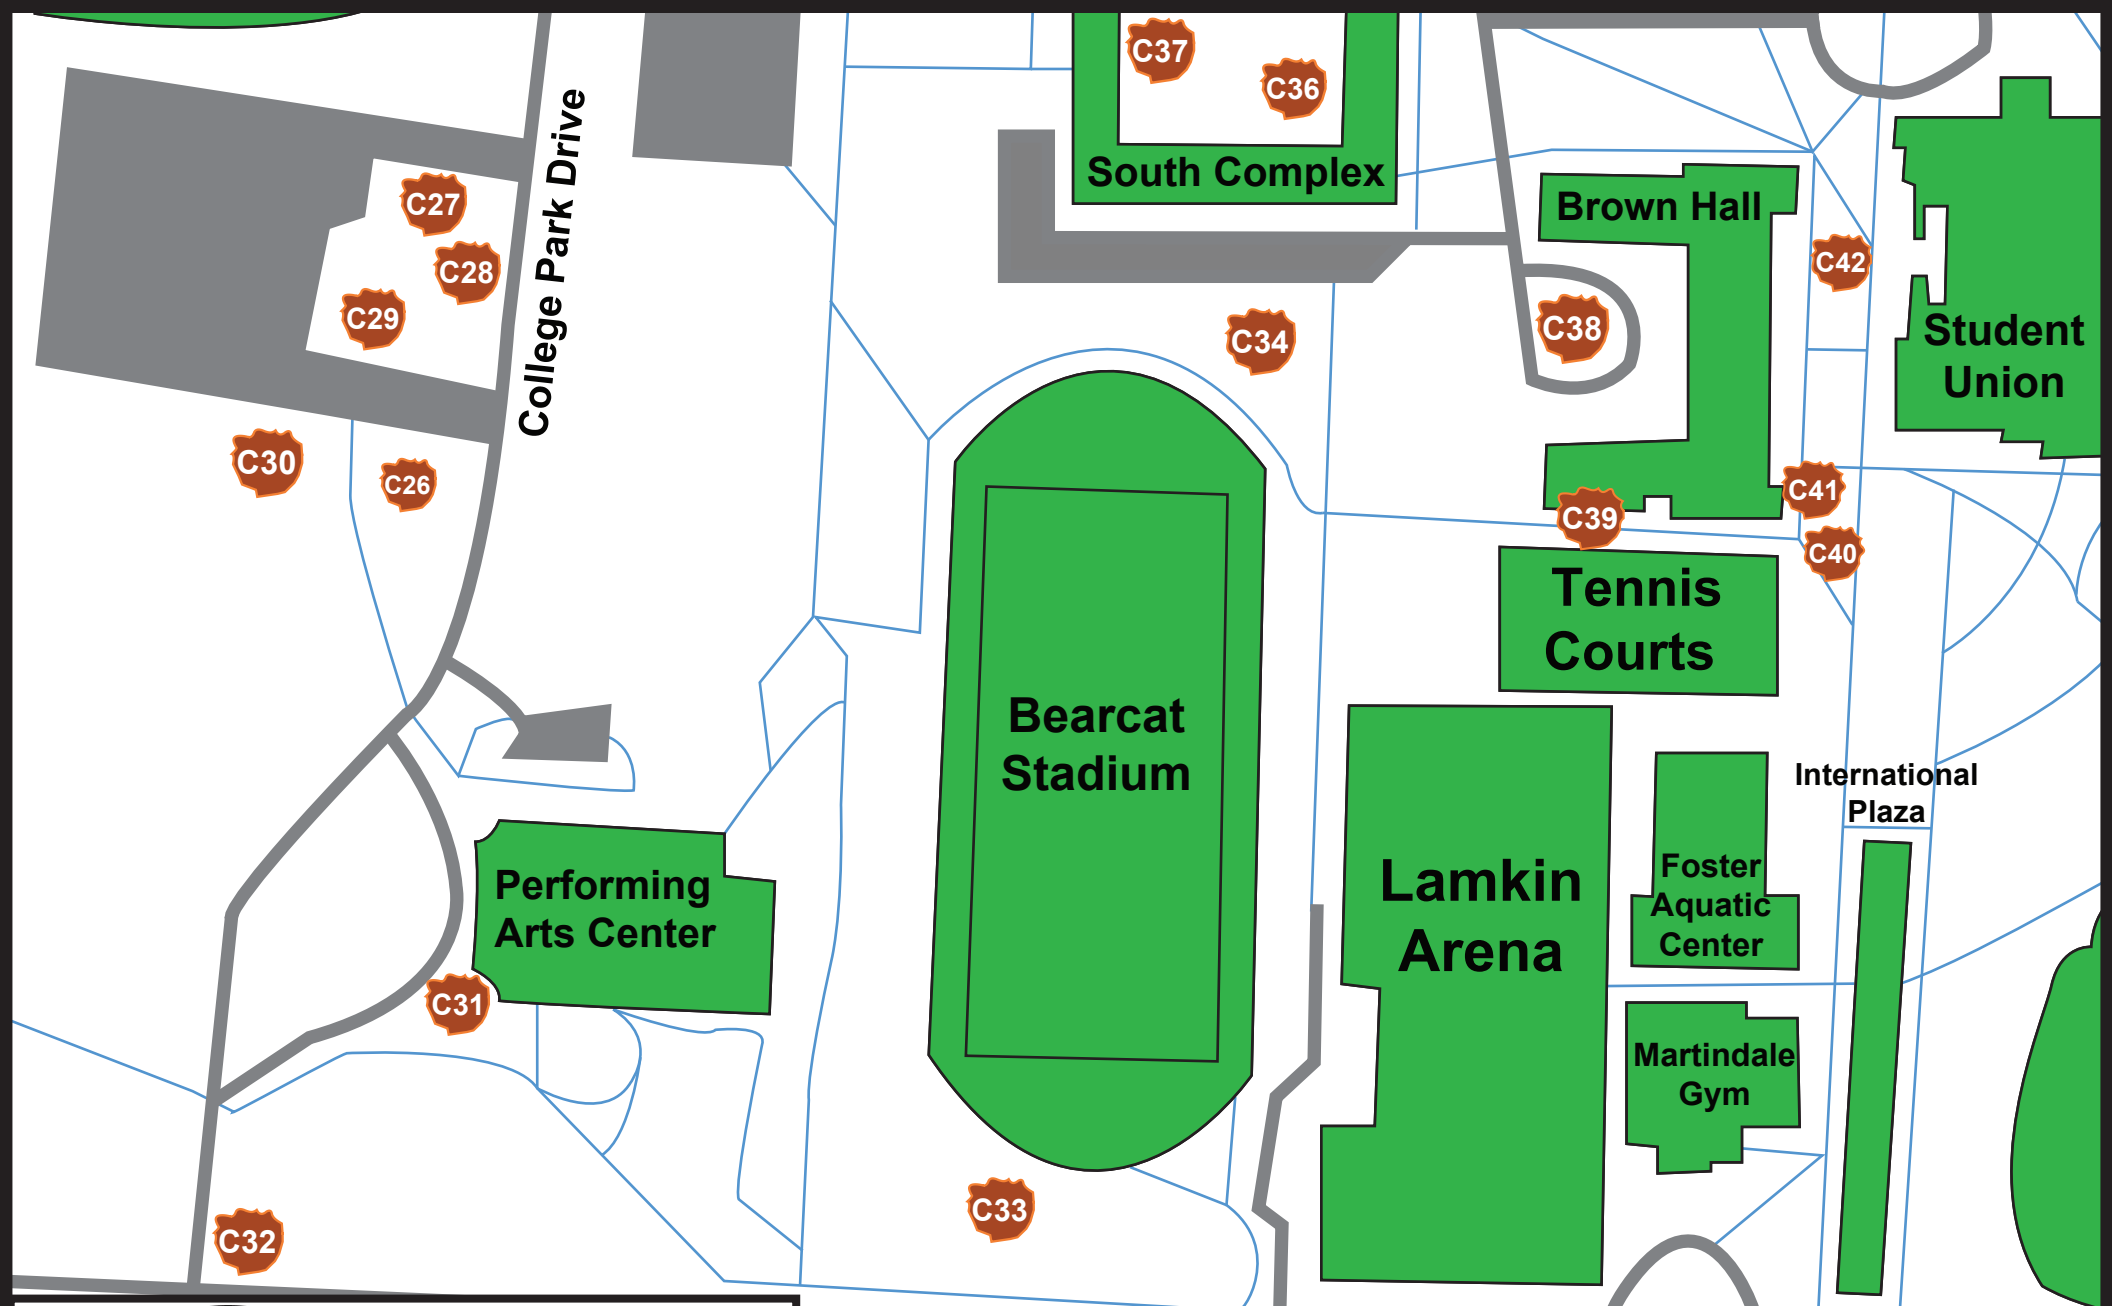 C37
C36
South Complex
College Park Drive
C27
C28
C29
Brown Hall
C42
C38
C34
Student
Union
C30
C26
C41
C39
C40
Tennis
Courts
Bearcat
Stadium
International
Plaza
Performing
Arts Center
Lamkin
Arena
Foster
Aquatic
Center
C31
Martindale
Gym
C33
C32